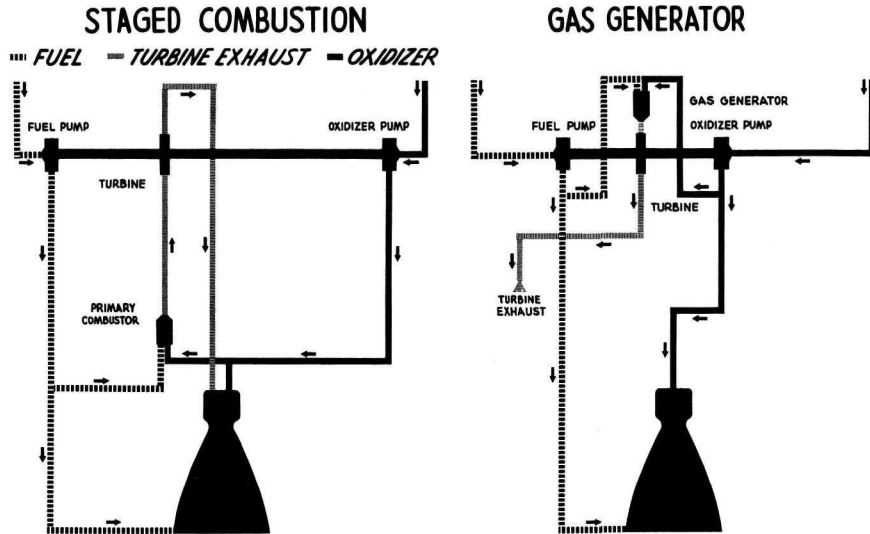 STAGED COMBUSTION
FUEL TURBINE EXHAUST OXIDIZER
FUEL PUMP
OXIDIZER PUMP
TURBINE
PRIMARY
COMBUSTOR
GAS GENERATOR
GAS GENERATOR
FUEL PUMP
OXIDIZER PUMP
TURBINE
TURBINE
EXHAUST